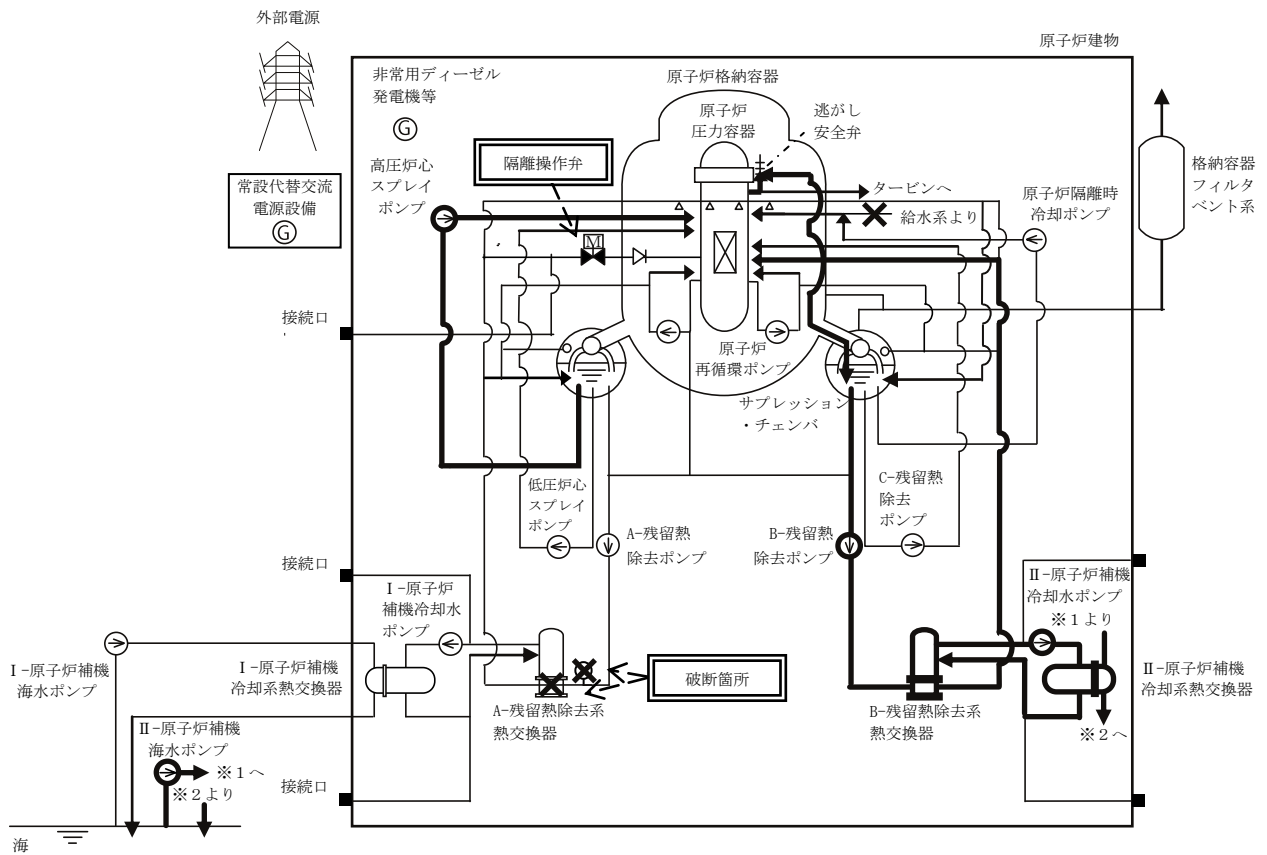 外部電源
原子炉建物
非常用ディーゼル
発電機等
G
原子炉格納容器
原子炉
圧力容器
逃がし
安全弁
隔離操作弁
高圧炉心
スプレイ
ポンプ
常設代替交流
電源設備
G
タービンへ
給水系より
原子炉隔離時
冷却ポンプ
格納容器
フィルタ
ベント系
M
接続口
原子炉
再循環ポンプ
サプレッション
・チェンバ
低圧炉心
スプレイ
ポンプ
A-残留熱
除去ポンプ
B-残留熱
除去ポンプ
C-残留熱
除去
ポンプ
接続口
Ⅰ-原子炉
補機冷却水
ポンプ
Ⅱ-原子炉補機
冷却水ポンプ
※1より
Ⅰ-原子炉補機
海水ポンプ
Ⅰ-原子炉補機
冷却系熱交換器
破断箇所
Ⅱ-原子炉補機
冷却系熱交換器
A-残留熱除去系
熱交換器
B-残留熱除去系
熱交換器
※2へ
Ⅱ-原子炉補機
海水ポンプ
※1へ
※2より
接続口
海